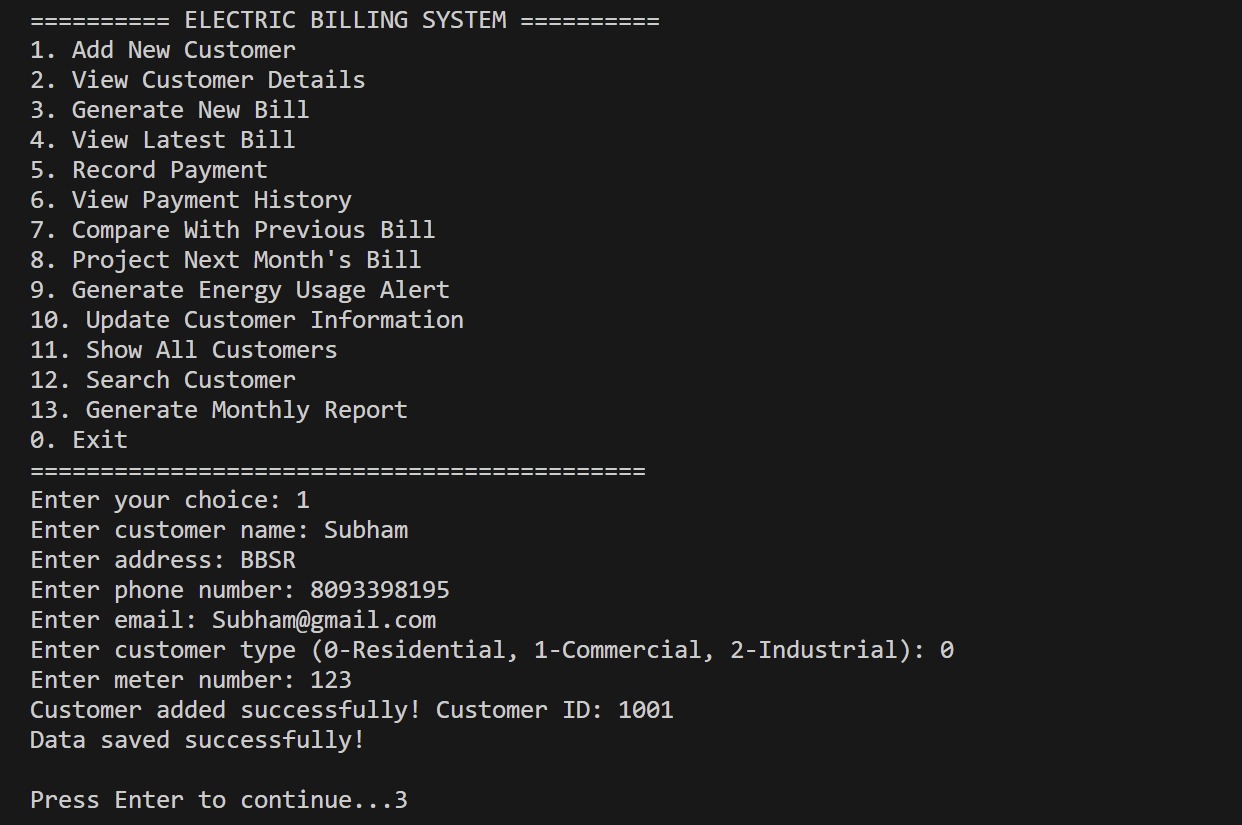 ========== ELECTRIC BILLING SYSTEM ==========
1. Add New Customer
2. View Customer Details
3. Generate New Bill
4. View Latest Bill
5. Record Payment
6. View Payment History
7. Compare With Previous Bill
8. Project Next Month's Bill
9. Generate Energy Usage Alert
10. Update Customer Information
11. Show All Customers
12. Search Customer
13. Generate Monthly Report
0. Exit
============================================
Enter your choice: 1
Enter customer name: Subham
Enter address: BBSR
Enter phone number: 8093398195
Enter email: Subham@gmail.com
Enter customer type (0-Residential, 1-Commercial, 2-Industrial): 0
Enter meter number: 123
Customer added successfully! Customer ID: 1001
Data saved successfully!
Press Enter to continue...3